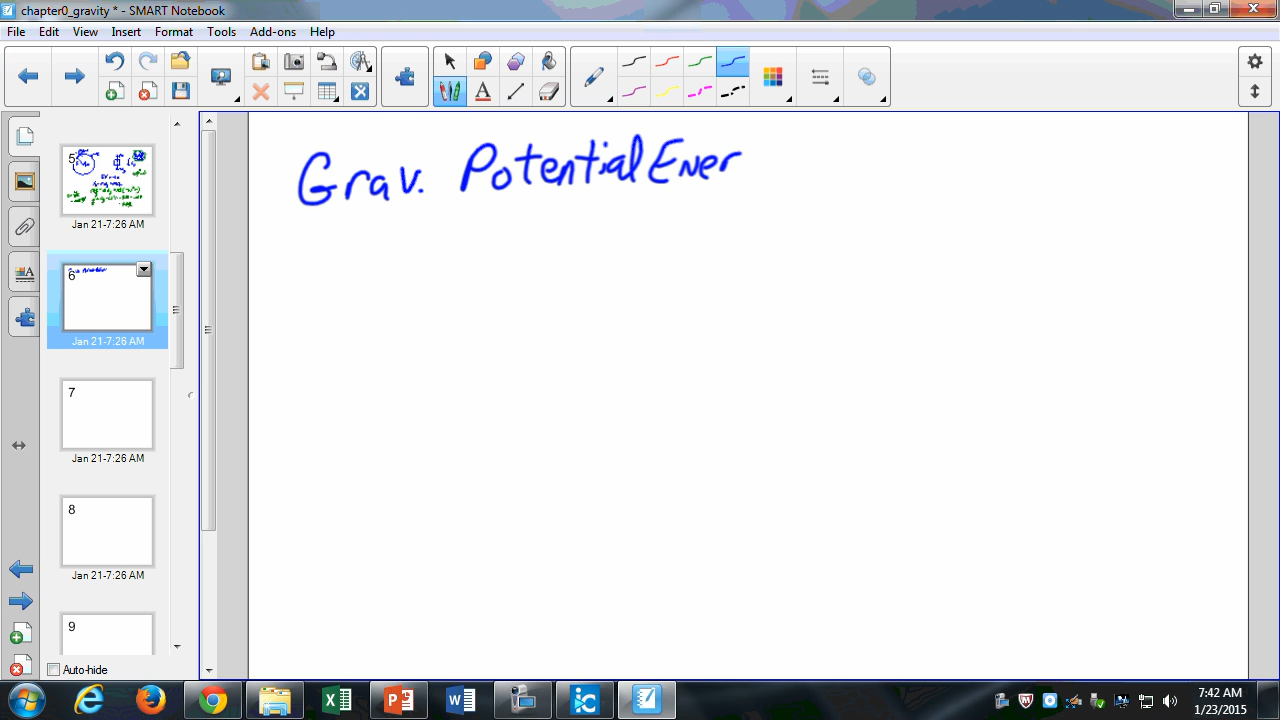 chapter0_gravity * - SMART Notebook
File Edit View Insert Format Tools Add-ons Help
Grav. Potential Ener
5
Jan 21-7:26 AM
6
Jan 21-7:26 AM
7
Jan 21-7:26 AM
8
Jan 21-7:26 AM
9
Auto-hide
7:42 AM
1/23/2015